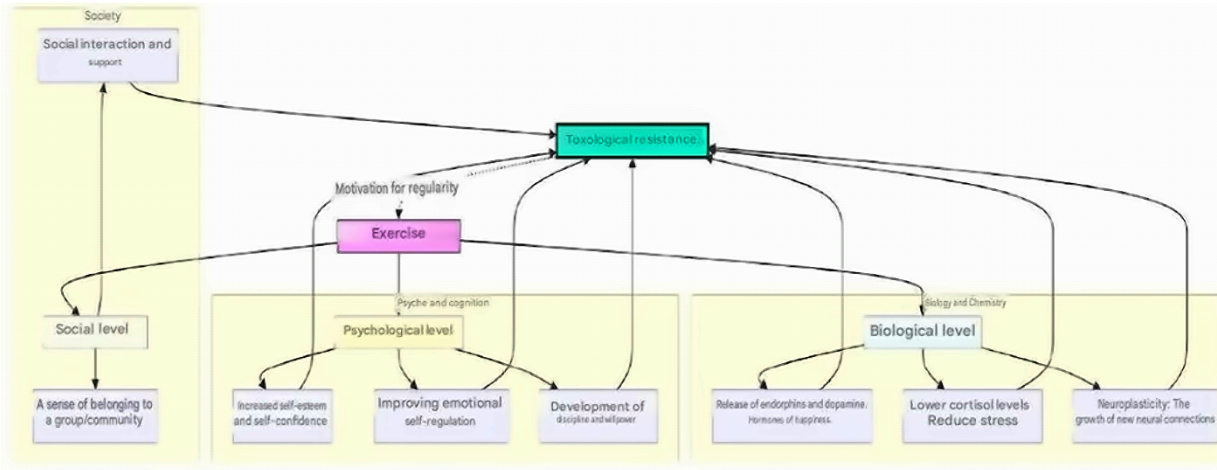 Society
Social interaction and
support
Toxological resistance.
Motivation for regularity
Exercise
Social level
A sense of belonging to
a group/community
Psyche and cognition
Psychological level
Increased self-esteem
and self-confidence
Improving emotional
self-regulation
Development of
discipline and willpower
Biology and Chemistry
Biological level
Release of endorphins and dopamine.
Hormones of happiness.
Lower cortisol levels
Reduce stress
Neuroplasticity: The
growth of new neural connections